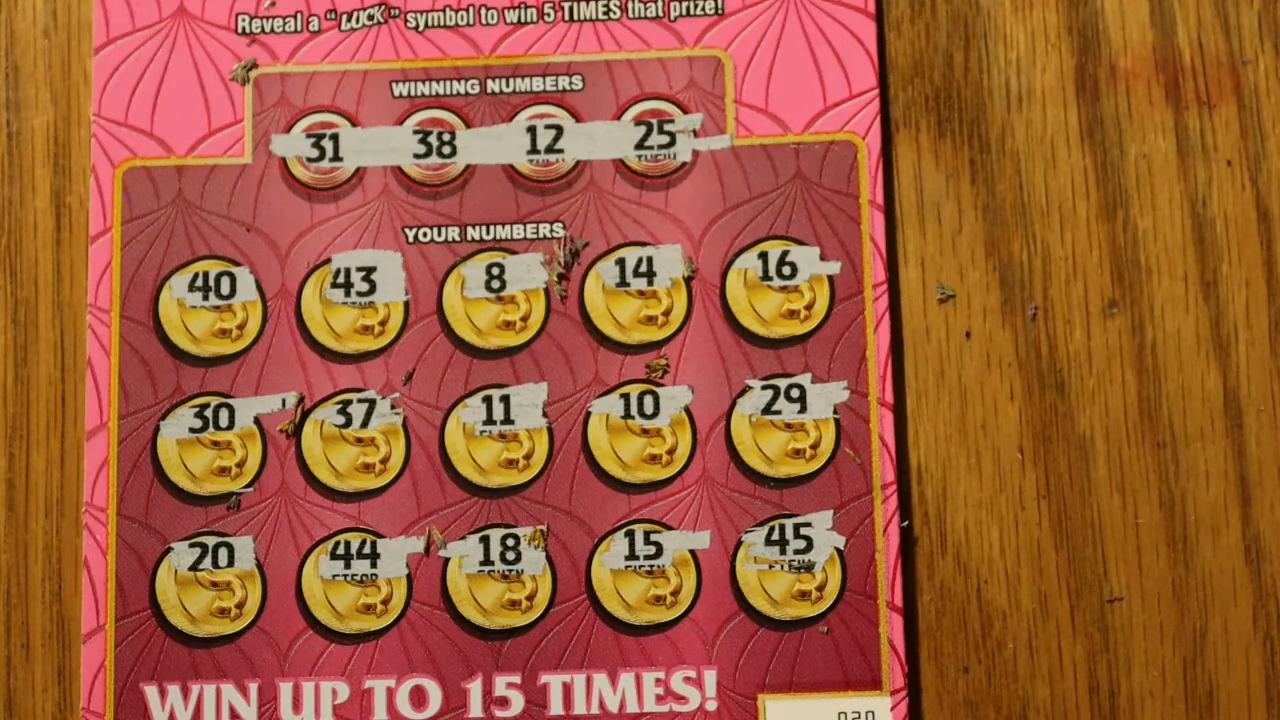 Reveal a "LUCK" symbol to win 5 TIMES that prize!
WINNING NUMBERS
31 38 12 25
YOUR NUMBERS
40 43 8 14 16
30 37 11 10 29
20 44 18 15 45
WIN UP TO 15 TIMES!